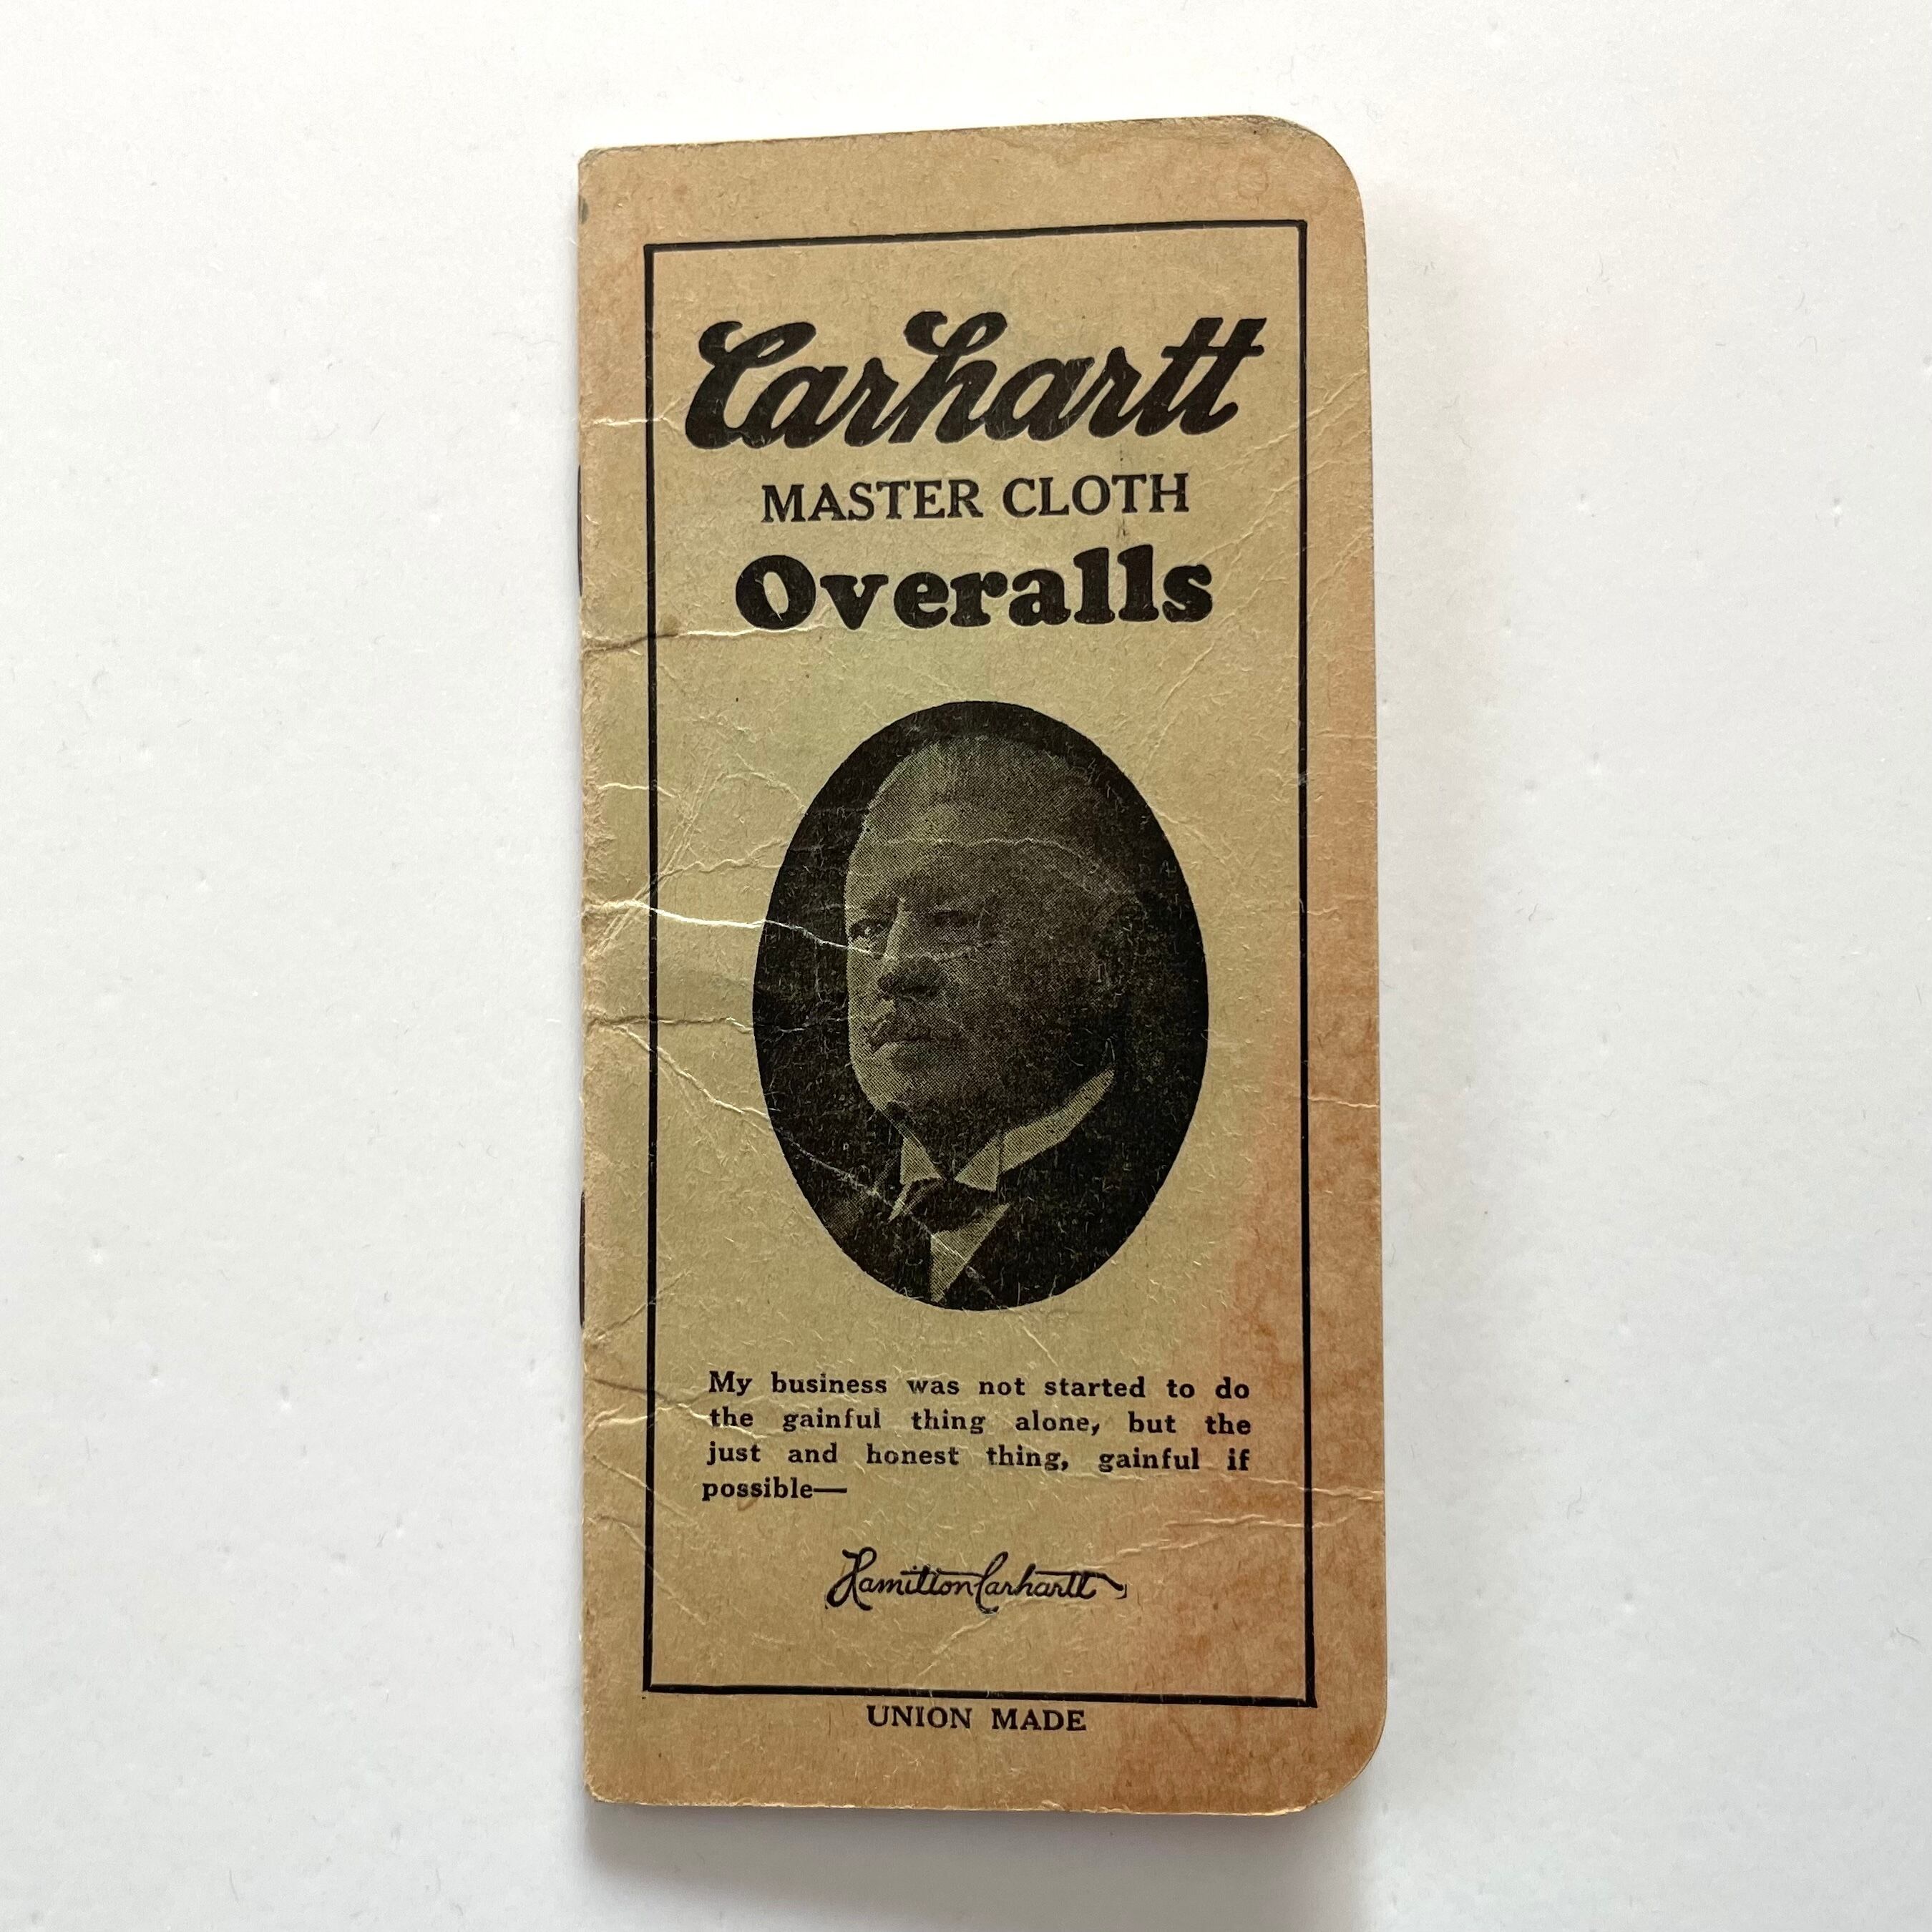 Carhartt
MASTER CLOTH
Overalls
My business was not started to do
the gainful thing alone, but the
just and honest thing, gainful if
possible—
Hamilton Carhartt
UNION MADE